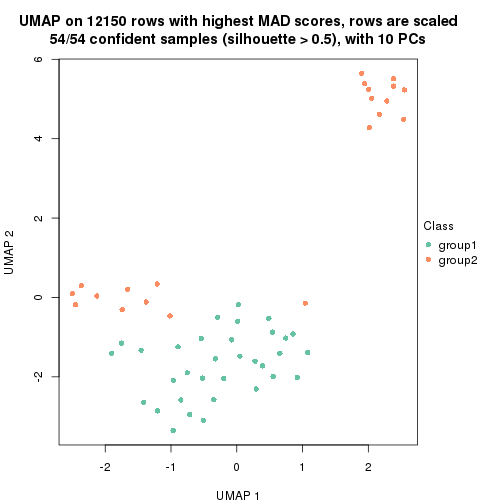 UMAP on 12150 rows with highest MAD scores, rows are scaled
54/54 confident samples (silhouette > 0.5), with 10 PCs
6
4
2
0
-2
UMAP 2
Class
group1
group2
-2 -1 0 1 2
UMAP 1